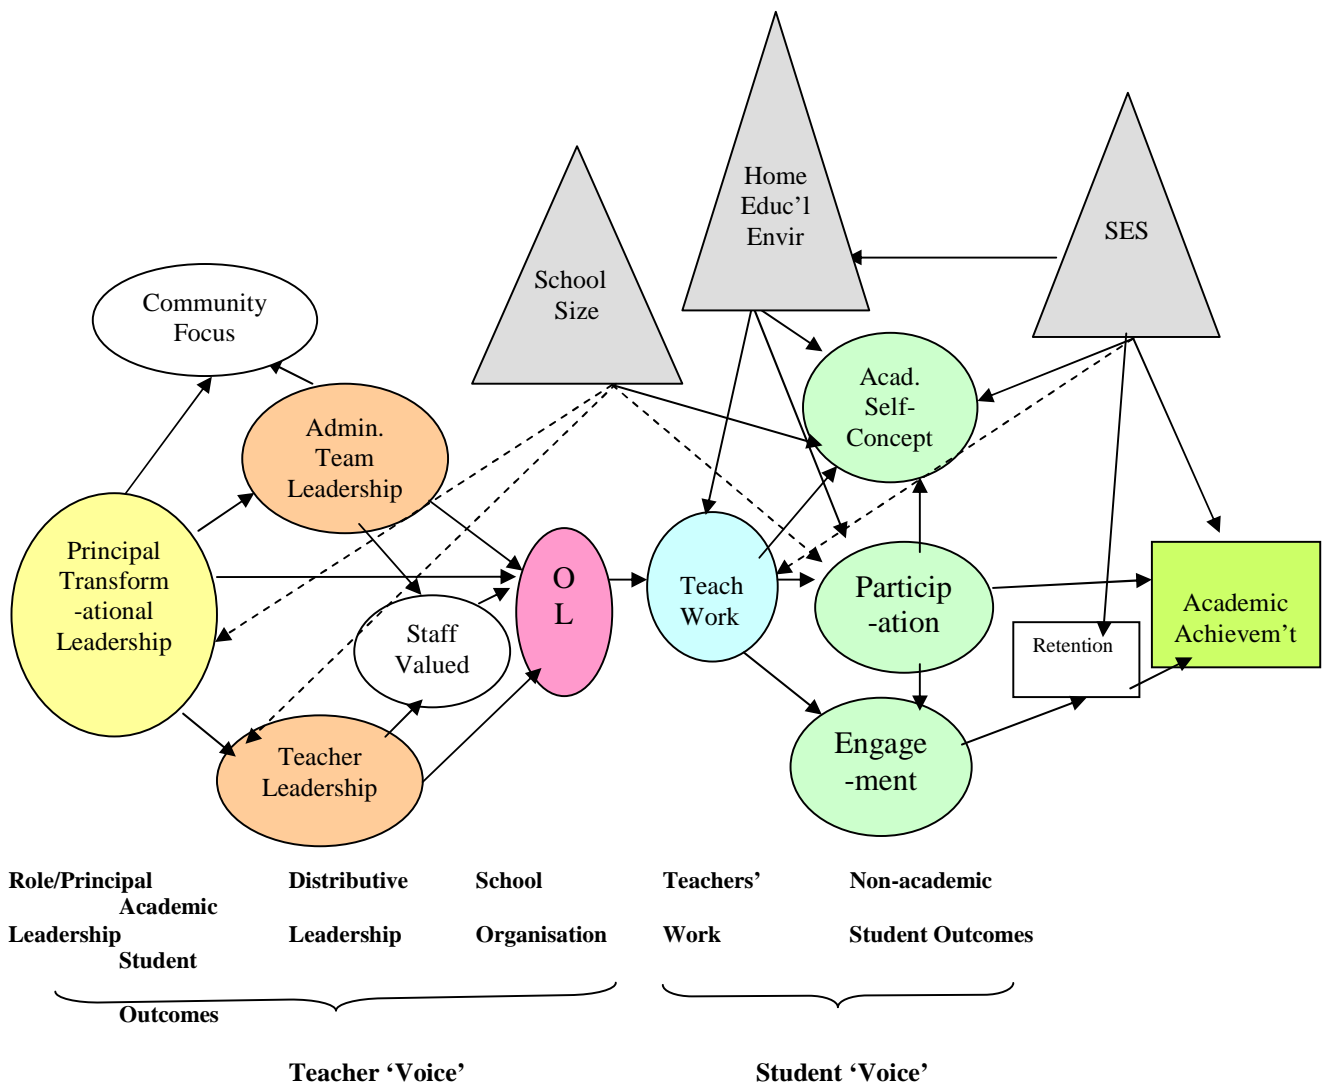 Home
Educ’l
Envir
SES
School
Size
Community
Focus
Acad.
Self-
Concept
Admin.
Team
Leadership
Principal
Transform
-ational
Leadership
O
L
Teach
Work
Particip
-ation
Academic
Achievem’t
Retention
Staff
Valued
Engage
-ment
Teacher
Leadership
Role/Principal Distributive School Teachers’ Non-academic
Academic
Leadership Leadership Organisation Work Student Outcomes
Student
Outcomes
Teacher ‘Voice’ Student ‘Voice’